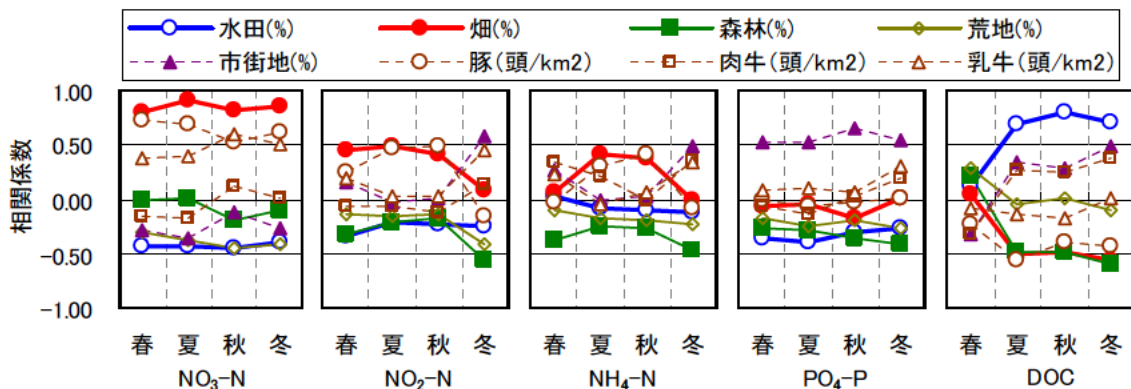 水田(%) 畑(%) 森林(%) 荒地(%)
市街地(%) 豚(頭/km2) 肉牛(頭/km2) 乳牛(頭/km2)
相関係数
1.00
0.50
0.00
-0.50
-1.00
春 夏 秋 冬 春 夏 秋 冬 春 夏 秋 冬 春 夏 秋 冬 春 夏 秋 冬
NO₃-N NO₂-N NH₄-N PO₄-P DOC